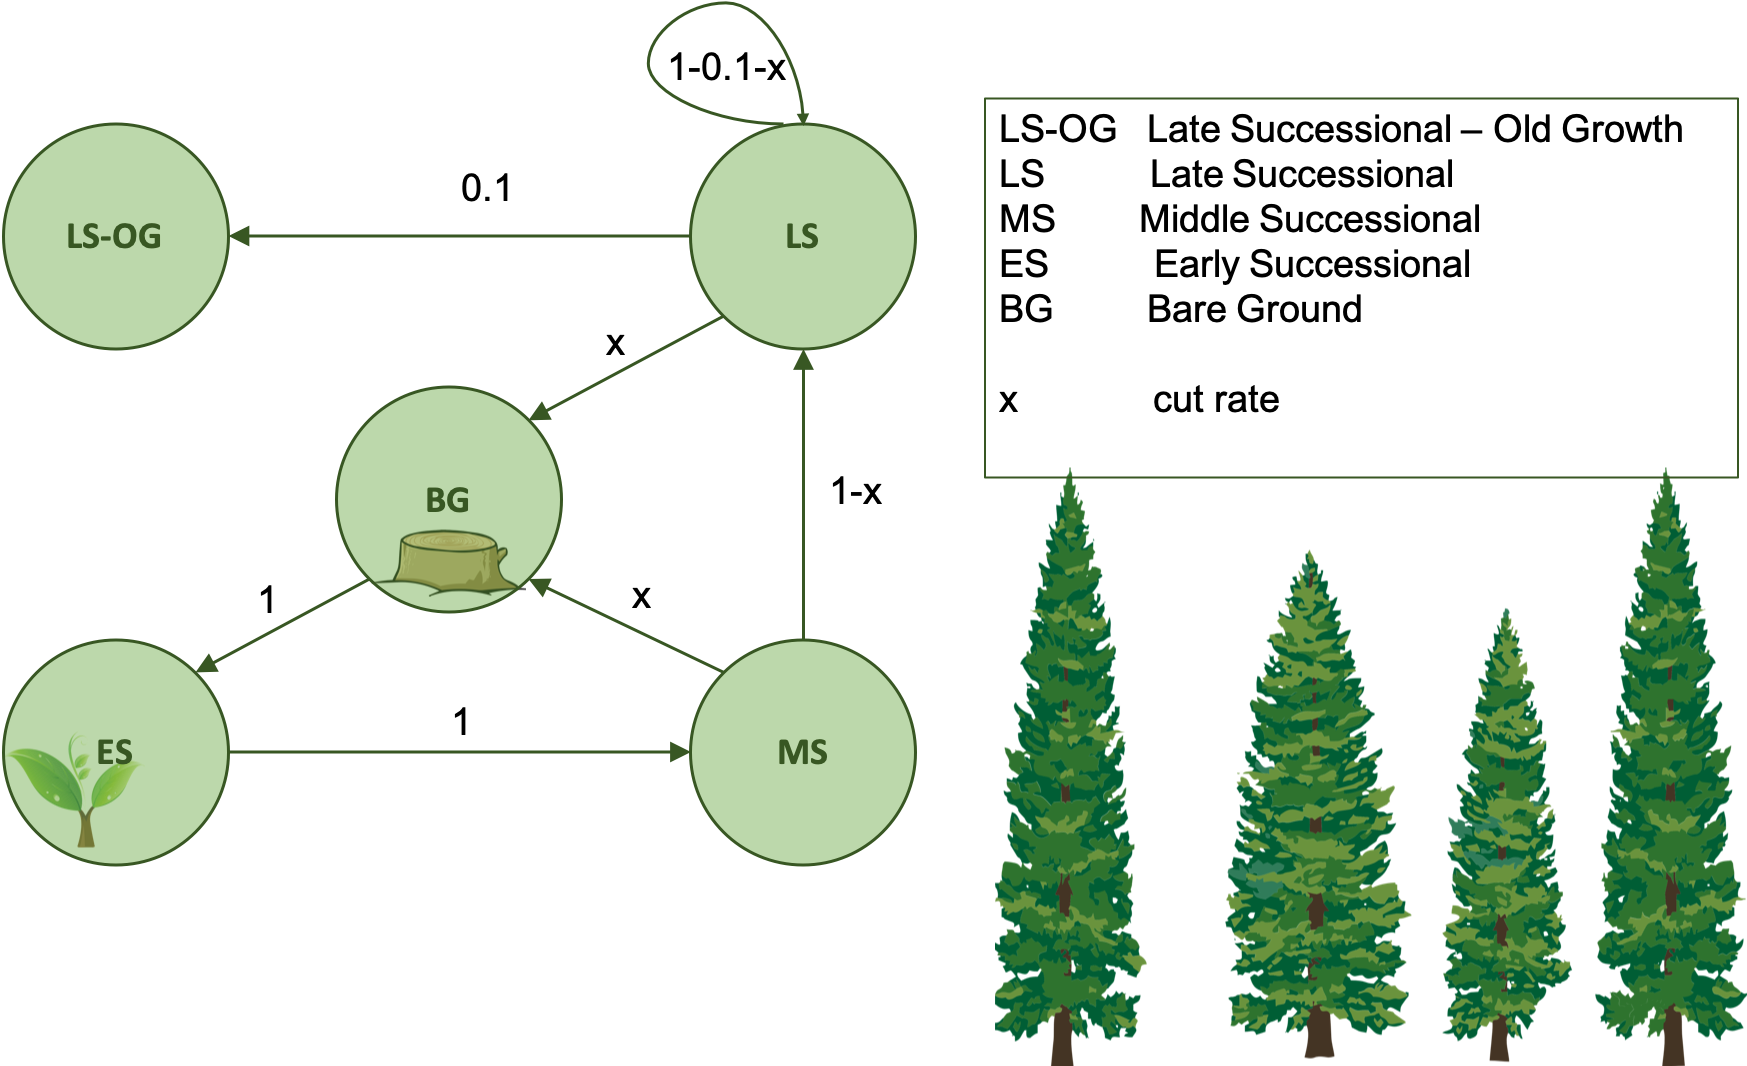 1-0.1-x
LS-OG
0.1
LS
x
BG
1-x
1
x
ES
1
MS
LS-OG Late Successional – Old Growth
LS Late Successional
MS Middle Successional
ES Early Successional
BG Bare Ground
x cut rate